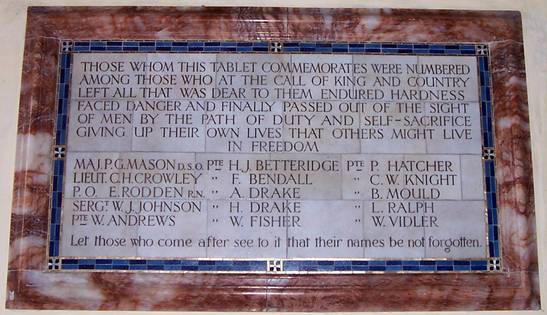 THOSE WHOM THIS TABLET COMMEMORATES WERE NUMBERED
AMONG THOSE WHO AT THE CALL OF KING AND COUNTRY
LEFT ALL THAT WAS DEAR TO THEM ENDURED HARDNESS
FACED DANGER AND FINALLY PASSED OUT OF THE SIGHT
OF MEN BY THE PATH OF DUTY AND SELF-SACRIFICE
GIVING UP THEIR OWN LIVES THAT OTHERS MIGHT LIVE
IN FREEDOM
MAJ. P.G. MASON D.S.O. PTE H.J. BETTERIDGE PTE P. HATCHER
LIEUT. C.H. CROWLEY " F. BENDALL " C.W. KNIGHT
P.O. E. RODDEN R.N. " A. DRAKE " B. MOULD
SERGT. W.J. JOHNSON " H. DRAKE " L. RALPH
PTE W. ANDREWS " W. FISHER " W. VIDLER
Let those who come after see to it that their names be not forgotten.